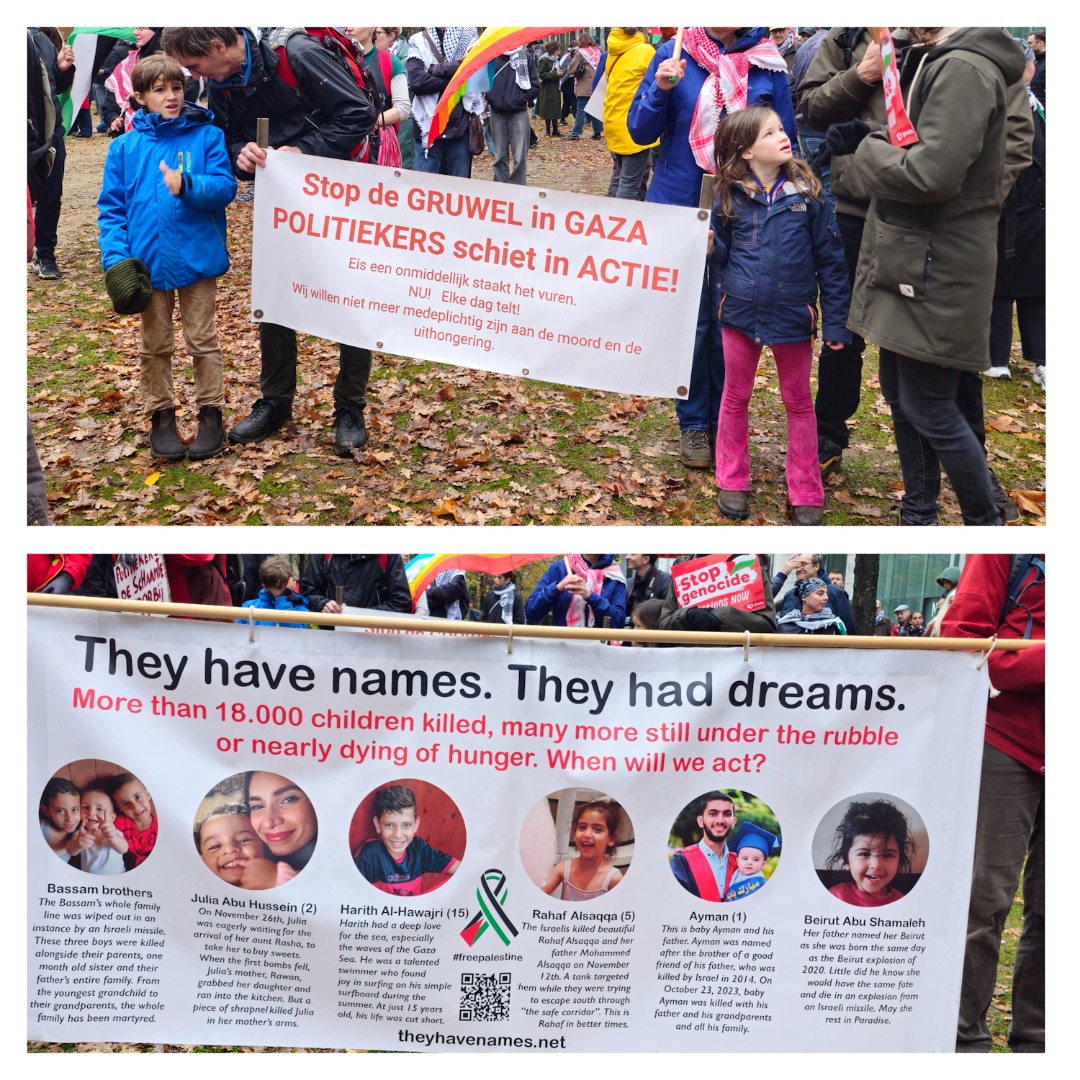 Stop de GRUWEL in GAZA
POLITIEKERS schiet in ACTIE!
Eis een onmiddellijk staakt het vuren.
NU! Elke dag telt!
Wij willen niet meer medeplichtig zijn aan de moord en de
uithongering.
Stop
genocide
NOW
They have names. They had dreams.
More than 18.000 children killed, many more still under the rubble
or nearly dying of hunger. When will we act?
Bassam brothers
The Bassam's whole family
line was wiped out in an
instance by an Israeli missile.
These three boys were killed
alongside their parents, one
month old sister and their
father's entire family. From
the youngest grandchild to
their grandparents, the whole
family has been martyred.
Julia Abu Hussein (2)
On November 26th, Julia
was eagerly waiting for the
arrival of her aunt Rasha, to
take her to buy sweets.
When the first bombs fell,
Julia's mother, Rawan,
grabbed her daughter and
ran into the kitchen. But a
piece of shrapnel killed Julia
in her mother's arms.
Harith Al-Hawajri (15)
Harith had a deep love
for the sea, especially
the waves of the Gaza
Sea. He was a talented
swimmer who found
joy in surfing on his simple
surfboard during the
summer. At just 15 years
old, his life was cut short.
#freepalestine
Rahaf Alsaqqa (5)
The Israelis killed beautiful
Rahaf Alsaqqa and her
father Mohammed
Alsaqqa on November
12th. A tank targeted
them while they were trying
to escape south through
"the safe corridor". This is
Rahaf in better times.
Ayman (1)
This is baby Ayman and his
father. Ayman was named
after the brother of a good
friend of his father, who was
killed by Israel in 2014. On
October 23, 2023, baby
Ayman was killed with his
father and his grandparents
and all his family.
Beirut Abu Shamaleh
Her father named her Beirut
as she was born the same day
as the Beirut explosion of
2020. Little did he know she
would have the same fate
and die in an explosion from
an Israeli missile. May she
rest in Paradise.
theyhavenames.net